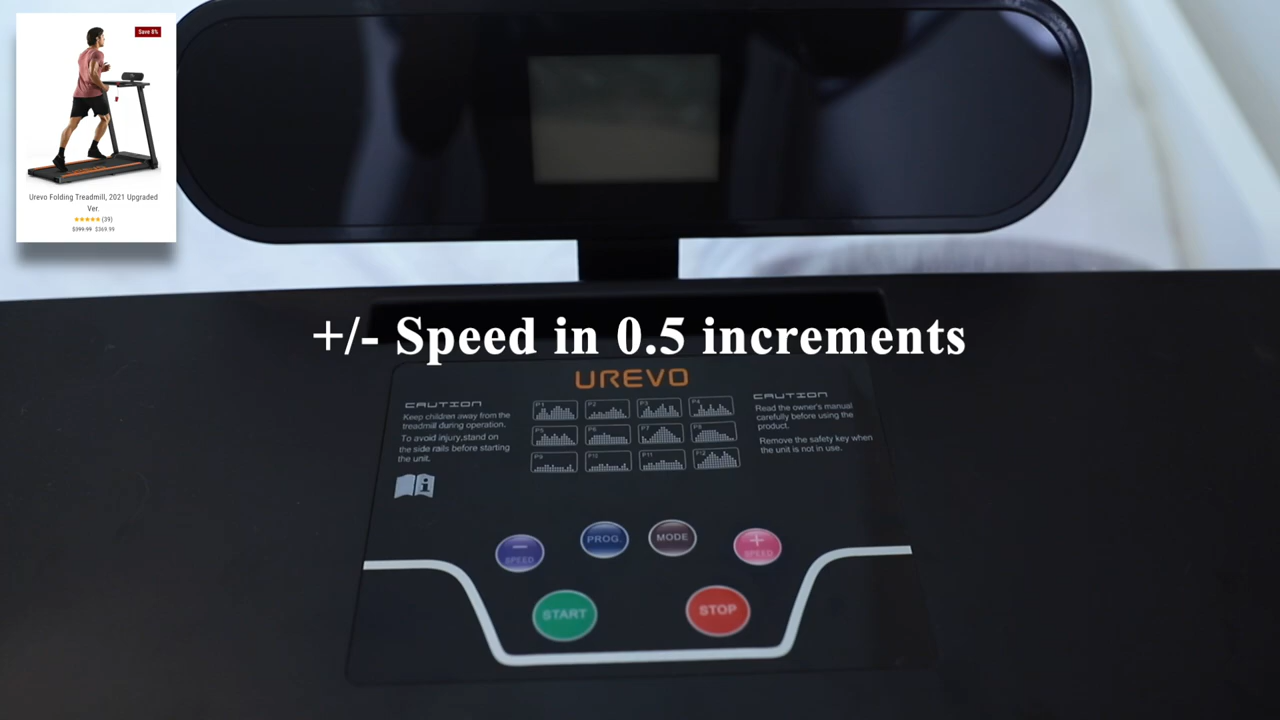 Save 8%
Urevo Folding Treadmill, 2021 Upgraded
Ver.
★★★★★ (39)
$399.99 $369.99
+/- Speed in 0.5 increments
UREVO
CAUTION
Keep children away from the
treadmill during operation.
To avoid injury,stand on
the side rails before starting
the unit.
P1 P2 P3 P4
P5 P6 P7 P8
P9 P10 P11 P12
CAUTION
Read the owner's manual
carefully before using the
product.
Remove the safety key when
the unit is not in use.
i
− SPEED
PROG.
MODE
+ SPEED
START
STOP